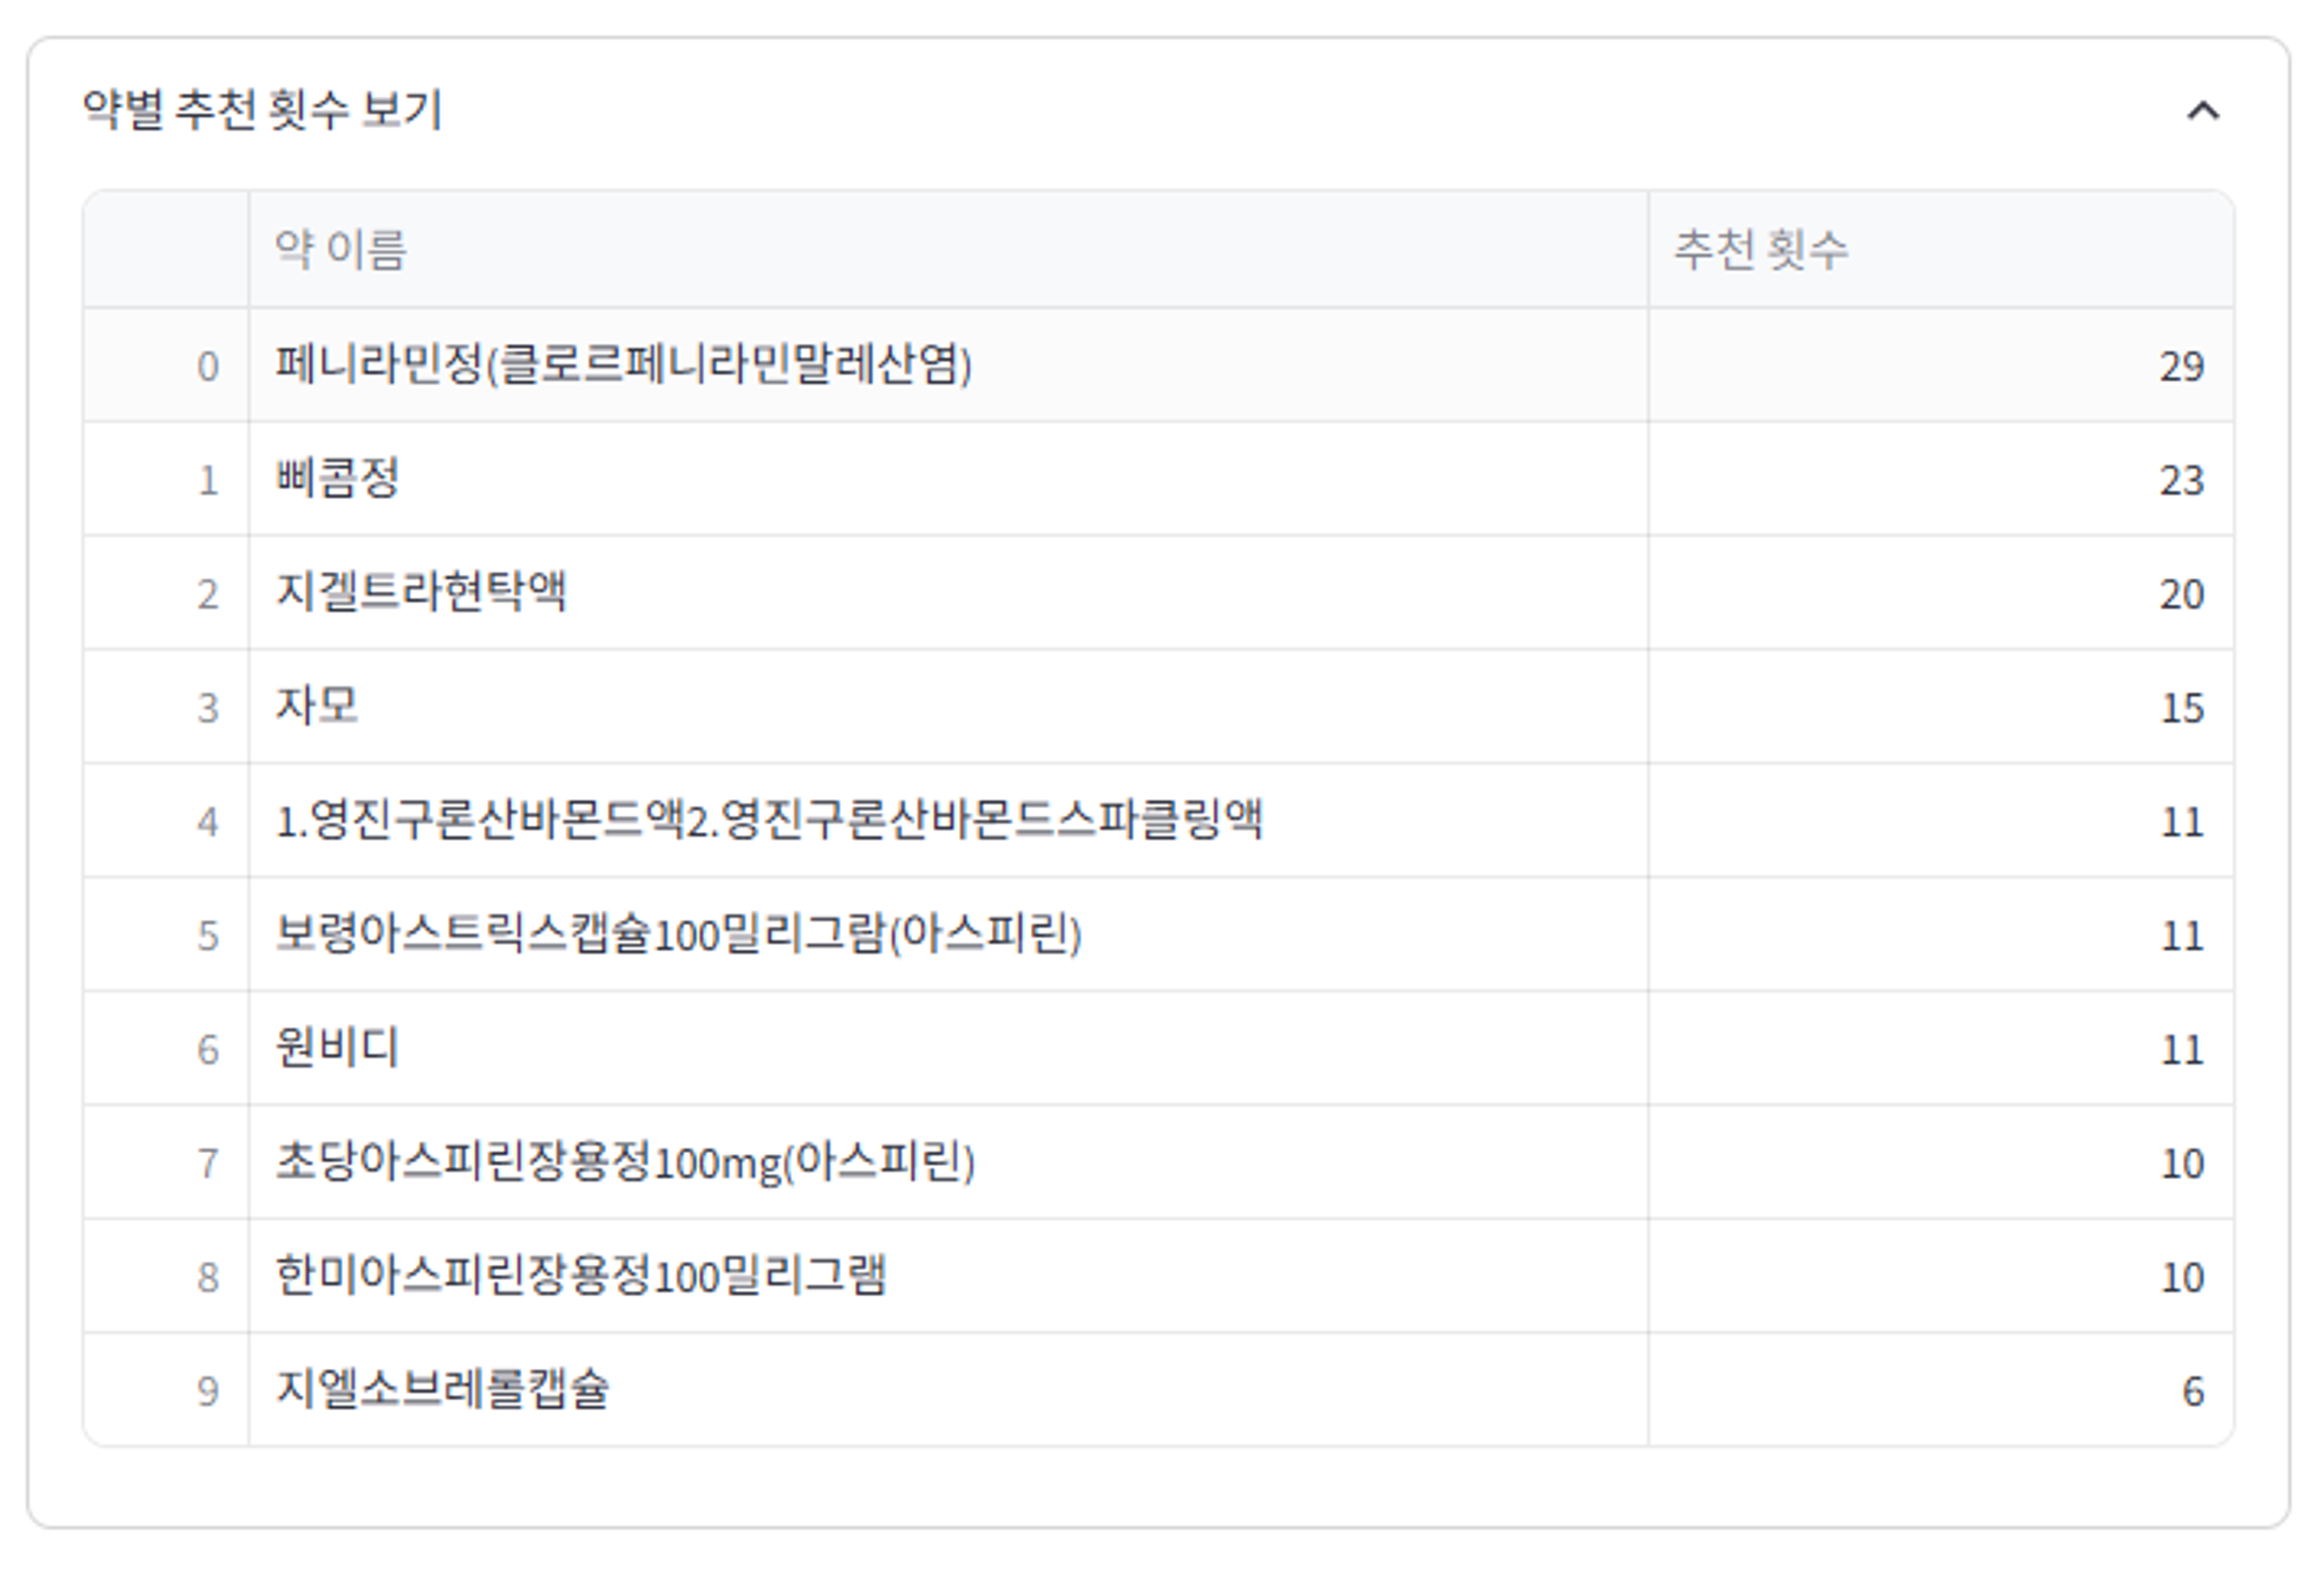 약별 추천 횟수 보기
약 이름 추천 횟수
0 페니라민정(클로르페니라민말레산염) 29
1 삐콤정 23
2 지겔트라현탁액 20
3 자모 15
4 1.영진구론산바몬드액2.영진구론산바몬드스파클링액 11
5 보령아스트릭스캡슐100밀리그람(아스피린) 11
6 원비디 11
7 초당아스피린장용정100mg(아스피린) 10
8 한미아스피린장용정100밀리그램 10
9 지엘소브레롤캡슐 6